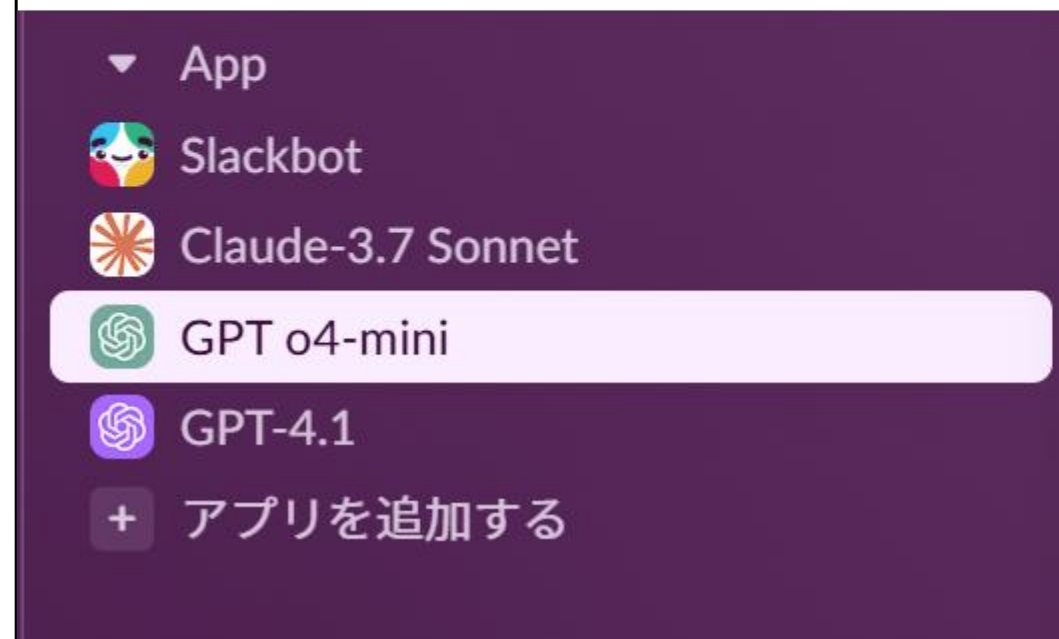 App
Slackbot
Claude-3.7 Sonnet
GPT o4-mini
GPT-4.1
アプリを追加する